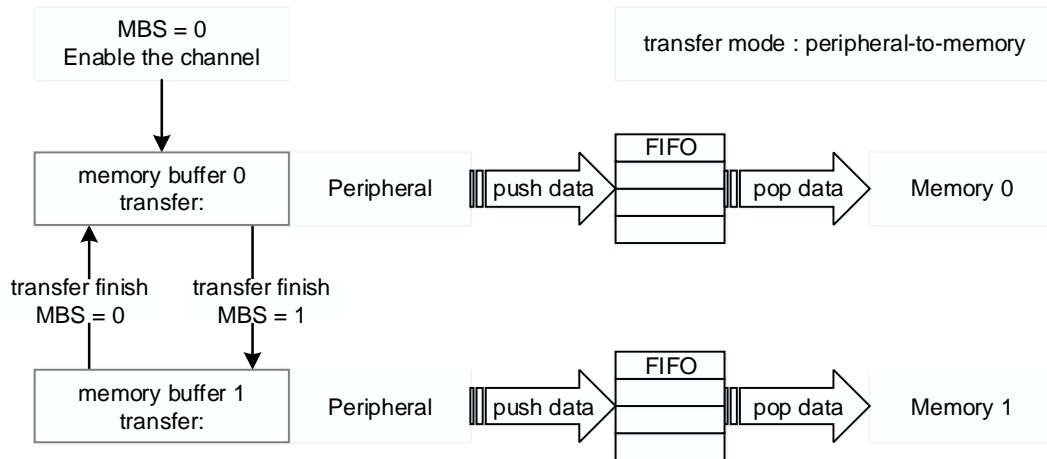 MBS = 0
Enable the channel
transfer mode : peripheral-to-memory
memory buffer 0
transfer:
Peripheral
push data
FIFO
pop data
Memory 0
transfer finish
MBS = 0
transfer finish
MBS = 1
memory buffer 1
transfer:
Peripheral
push data
FIFO
pop data
Memory 1